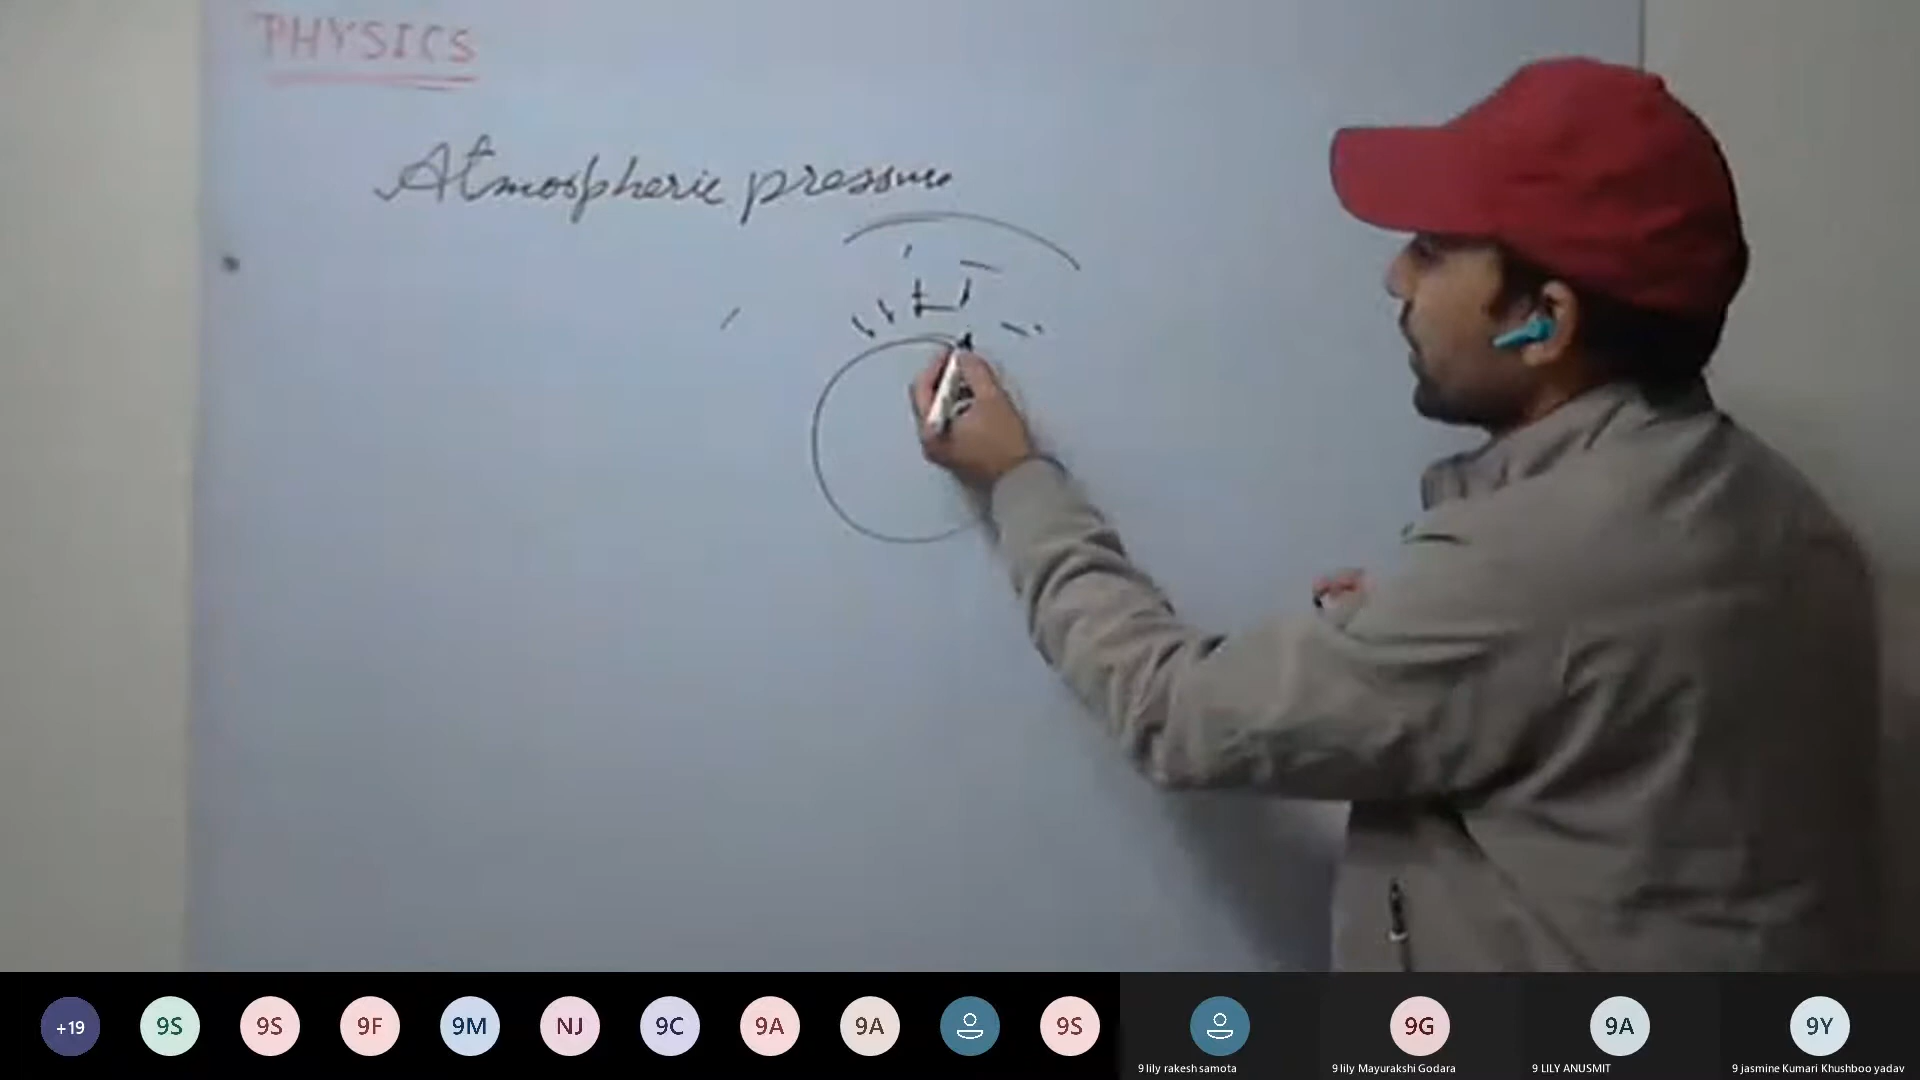 PHYSICS
Atmospheric pressure
+19
9S
9S
9F
9M
NJ
9C
9A
9A
9S
9G
9A
9Y
9 lily rakesh samota
9 lily Mayurakshi Godara
9 LILY ANUSMIT
9 jasmine Kumari Khushboo yadav